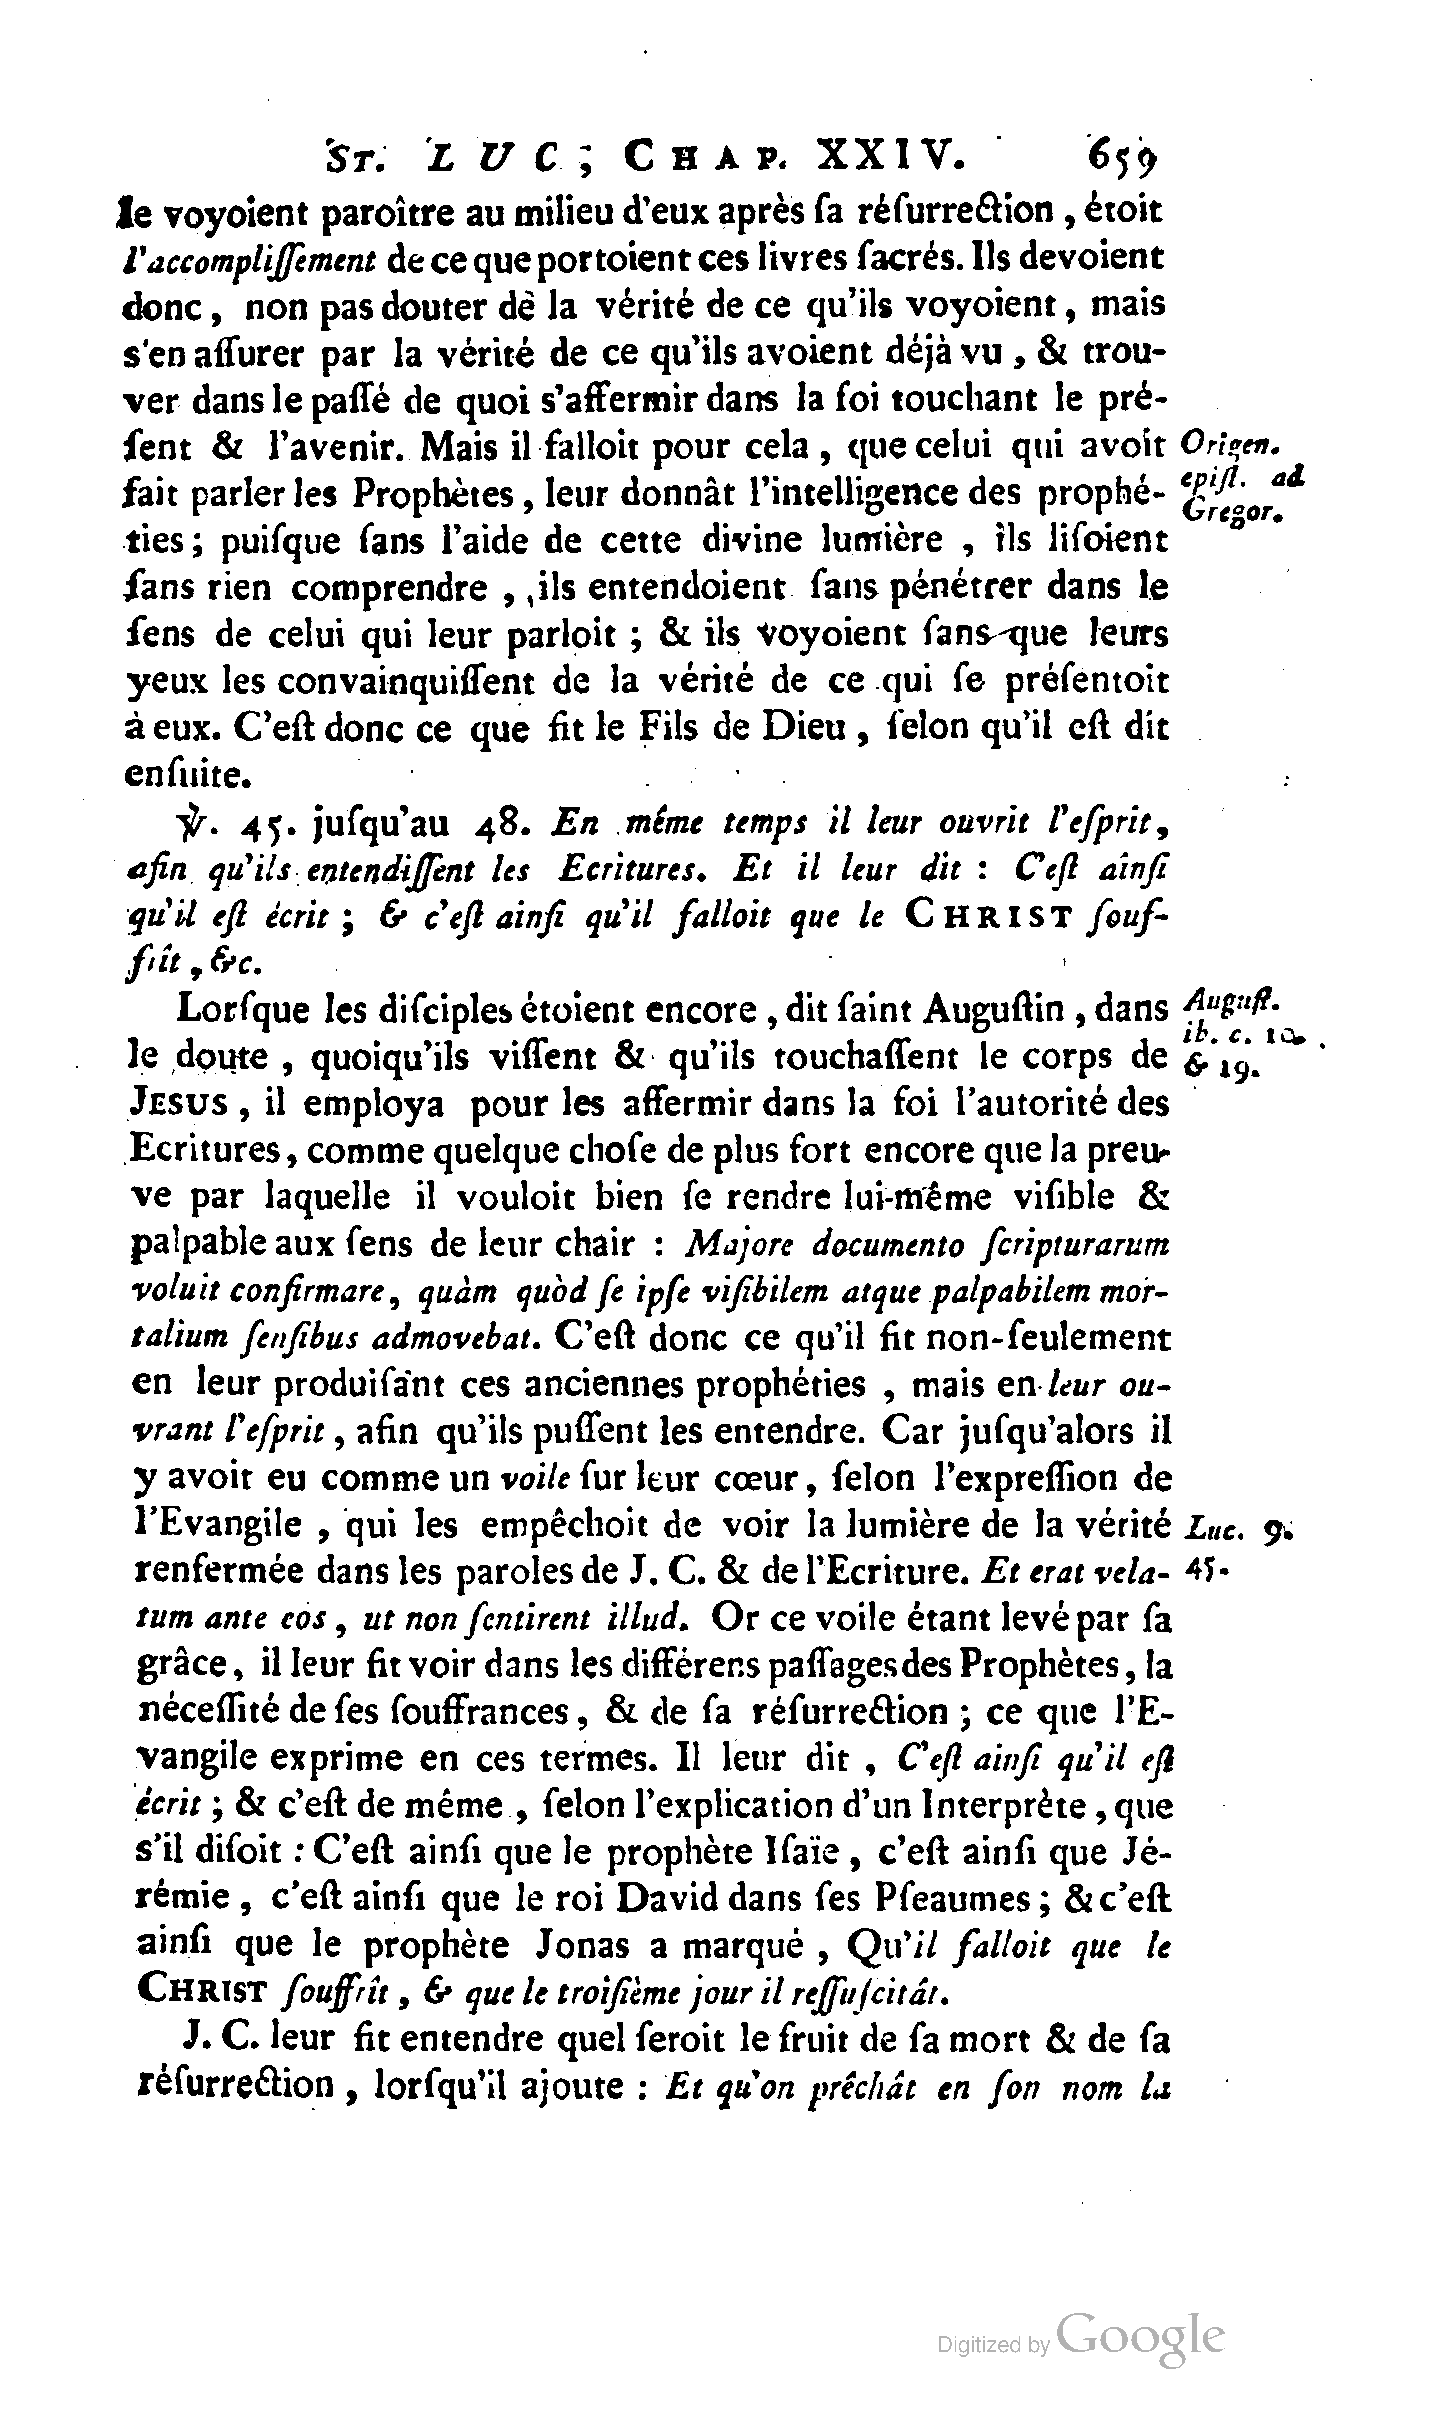 ST. LUC; CHAP. XXIV. 659
le voyoient paroître au milieu d'eux après ſa réſurrection, étoit
l'accompliſſement de ce que portoient ces livres ſacrés. Ils devoient
donc, non pas douter de la vérité de ce qu'ils voyoient, mais
s'en aſſurer par la vérité de ce qu'ils avoient déjà vu, & trou-
ver dans le paſſé de quoi s'affermir dans la foi touchant le pré-
ſent & l'avenir. Mais il falloit pour cela, que celui qui avoit
Origen.
fait parler les Prophètes, leur donnât l'intelligence des prophé-
epiſt. ad
Gregor.
ties; puiſque ſans l'aide de cette divine lumière, ils liſoient
ſans rien comprendre, ils entendoient ſans pénétrer dans le
ſens de celui qui leur parloit; & ils voyoient ſans que leurs
yeux les convainquiſſent de la vérité de ce qui ſe préſentoit
à eux. C'eſt donc ce que fit le Fils de Dieu, ſelon qu'il eſt dit
enſuite.
℣. 45. juſqu'au 48. En même temps il leur ouvrit l'eſprit,
afin qu'ils entendiſſent les Ecritures. Et il leur dit : C'eſt ainſi
qu'il eſt écrit; & c'eſt ainſi qu'il falloit que le CHRIST ſouf-
frît, &c.
Lorſque les diſciples étoient encore, dit ſaint Auguſtin, dans
Auguſt.
ib. c. 10.
le doute, quoiqu'ils viſſent & qu'ils touchaſſent le corps de
& 19.
JESUS, il employa pour les affermir dans la foi l'autorité des
Ecritures, comme quelque choſe de plus fort encore que la preu-
ve par laquelle il vouloit bien ſe rendre lui-même viſible &
palpable aux ſens de leur chair : Majore documento ſcripturarum
voluit confirmare, quàm quòd ſe ipſe viſibilem atque palpabilem mor-
talium ſenſibus admovebat. C'eſt donc ce qu'il fit non-ſeulement
en leur produiſant ces anciennes prophéties, mais en leur ou-
vrant l'eſprit, afin qu'ils puſſent les entendre. Car juſqu'alors il
y avoit eu comme un voile ſur leur cœur, ſelon l'expreſſion de
l'Evangile, qui les empêchoit de voir la lumière de la vérité
Luc. 9.
renfermée dans les paroles de J. C. & de l'Ecriture. Et erat vela-
45.
tum ante eos, ut non ſentirent illud. Or ce voile étant levé par ſa
grâce, il leur fit voir dans les différens paſſages des Prophètes, la
néceſſité de ſes ſouffrances, & de ſa réſurrection; ce que l'E-
vangile exprime en ces termes. Il leur dit, C'eſt ainſi qu'il eſt
écrit; & c'eſt de même, ſelon l'explication d'un Interprète, que
s'il diſoit : C'eſt ainſi que le prophète Iſaïe, c'eſt ainſi que Jé-
rémie, c'eſt ainſi que le roi David dans ſes Pſeaumes; & c'eſt
ainſi que le prophète Jonas a marqué, Qu'il falloit que le
CHRIST ſouffrît, & que le troiſième jour il reſſuſcitât.
J. C. leur fit entendre quel ſeroit le fruit de ſa mort & de ſa
réſurrection, lorſqu'il ajoute : Et qu'on prêchât en ſon nom la
Digitized by Google